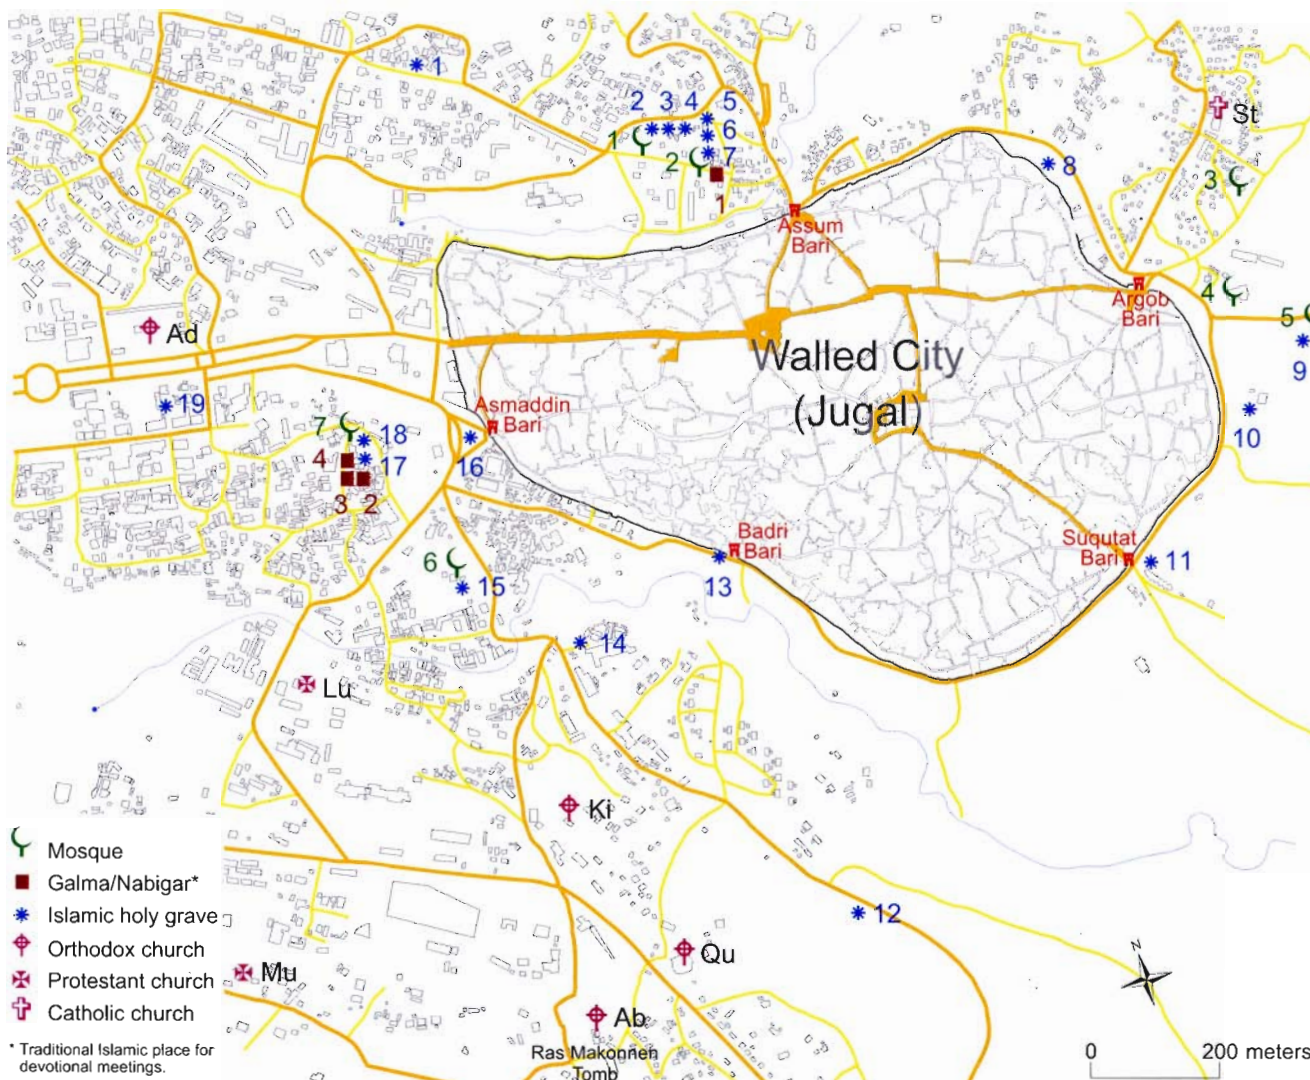 1
2 3 4 5
1
6
2
7
1
St
8
3
Assum
Bari
4
Argob
Bari
5
9
Ad
Walled City
(Jugal)
Asmaddin
Bari
19
10
7
18
4
17
16
3 2
Badri
Bari
Suqutat
Bari
11
6
13
15
14
Lu
Ki
12
Qu
Mu
Ab
Ras Makonnen
Tomb
Mosque
Galma/Nabigar*
Islamic holy grave
Orthodox church
Protestant church
Catholic church
* Traditional Islamic place for
devotional meetings.
N
0 200 meters